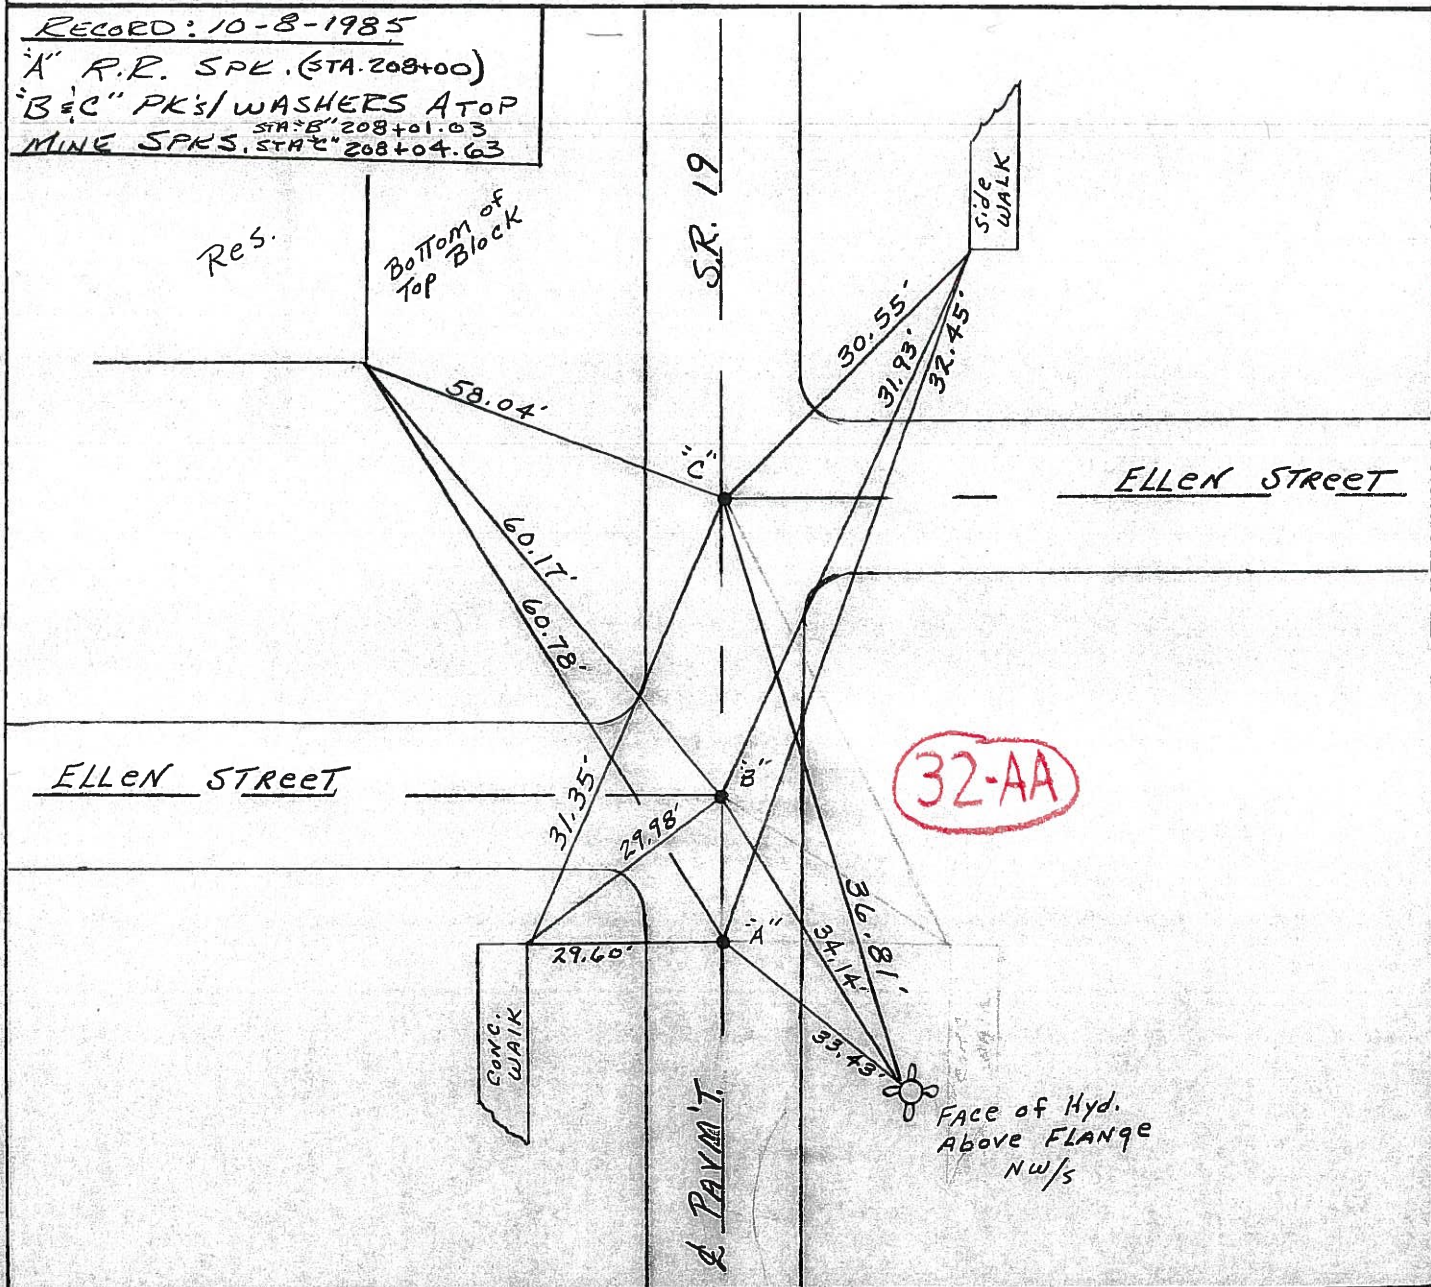 RECORD: 10-8-1985
"A" R.R. SPK. (STA. 208+00)
"B & C" PK's/ WASHERS ATOP
MINE SPKS. STA "B" 208+01.03
STA "C" 208+04.63
Res.
Bottom of
Top Block
S.R. 19
Side
WALK
30.55'
31.93'
32.45'
58.04'
"C"
ELLEN STREET
60.17'
60.78'
ELLEN STREET
"B"
32-AA
31.35'
29.98'
"A"
29.60'
36.81'
34.14'
33.43'
CONC.
WALK
℄ PAVM'T.
FACE of Hyd.
Above FLANGE
NW/S